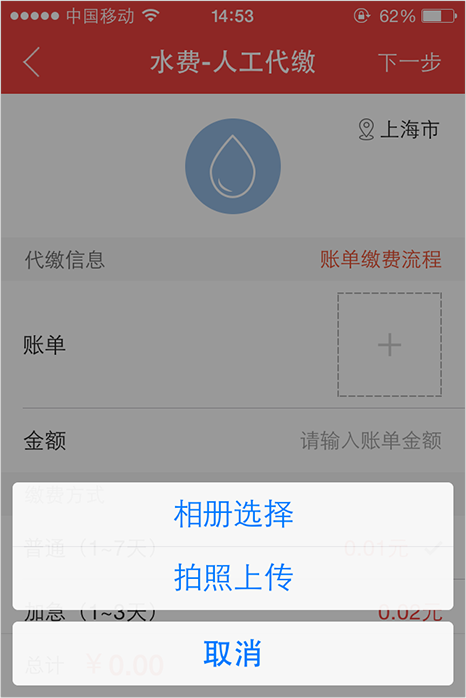 中国移动 14:53 62%
水费-人工代缴 下一步
上海市
代缴信息 账单缴费流程
账单
金额 请输入账单金额
缴费方式
相册选择
普通（1~7天） 0.01元
拍照上传
加急（1~3天） 0.02元
取消
总计 ￥0.00